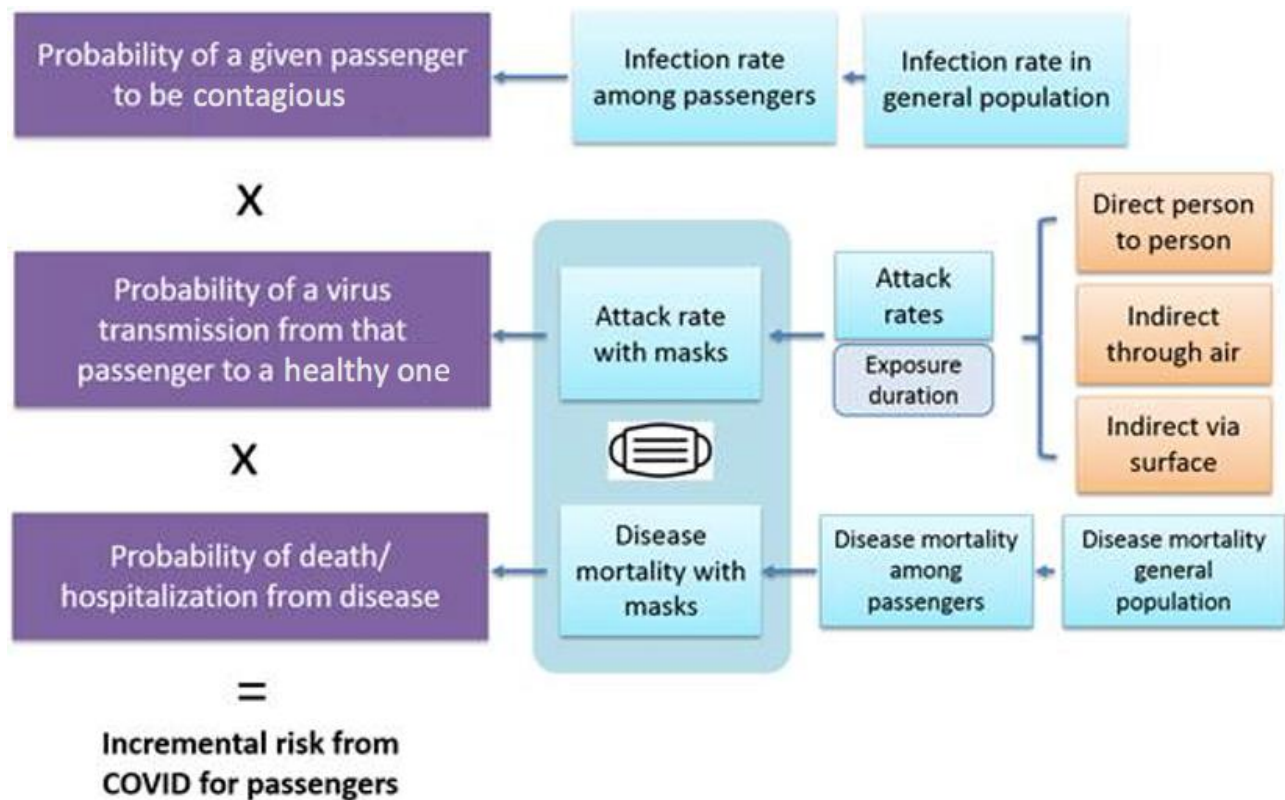 Probability of a given passenger
to be contagious
Infection rate
among passengers
Infection rate in
general population
X
Probability of a virus
transmission from that
passenger to a healthy one
Attack rate
with masks
Attack
rates
Exposure
duration
Direct person
to person
Indirect
through air
Indirect via
surface
X
Probability of death/
hospitalization from disease
Disease
mortality with
masks
Disease mortality
among
passengers
Disease mortality
general
population
=
Incremental risk from
COVID for passengers